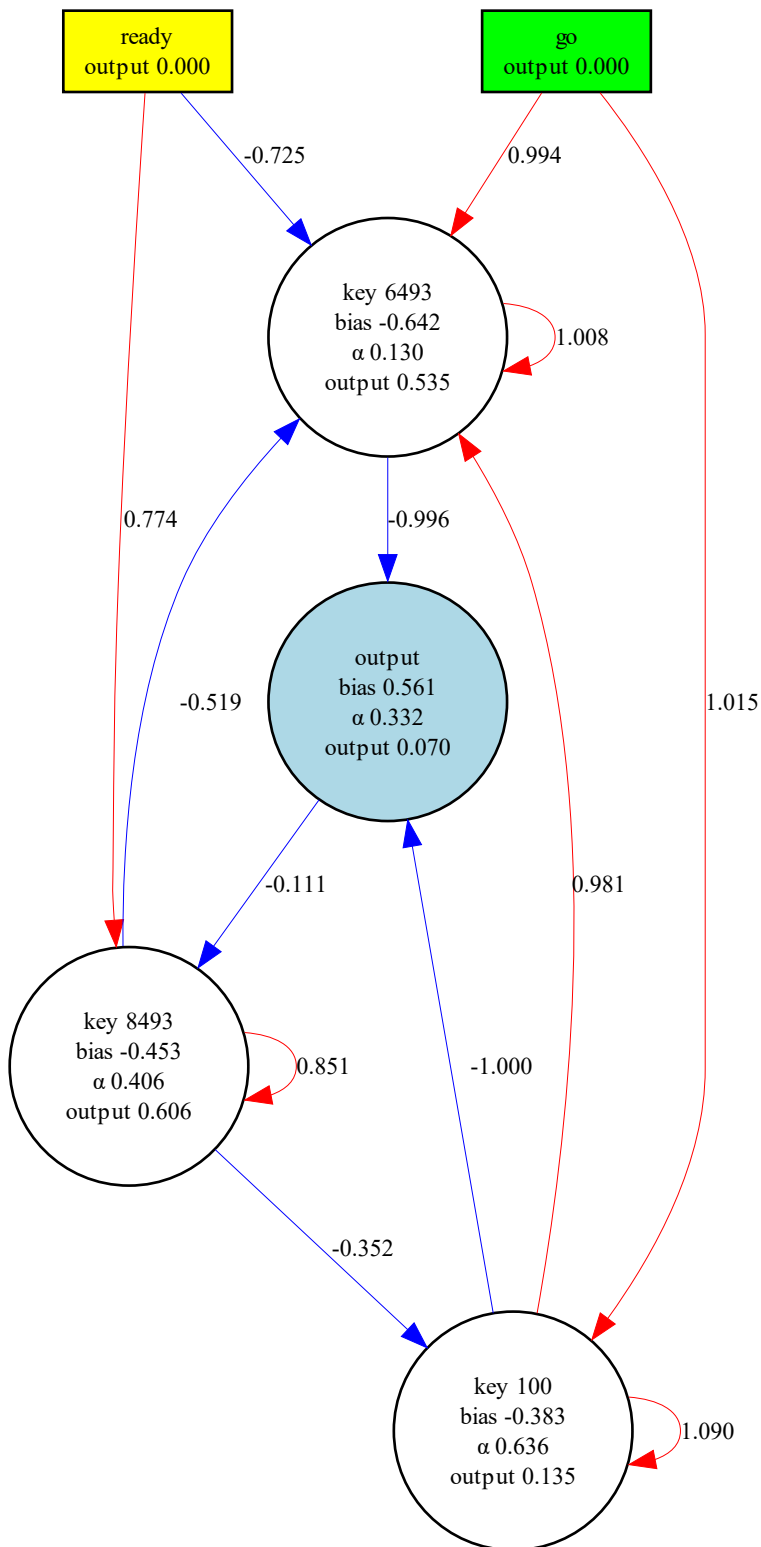 ready
output 0.000
go
output 0.000
-0.725
0.994
key 6493
bias -0.642
α 0.130
output 0.535
1.008
0.774
-0.996
output
bias 0.561
α 0.332
output 0.070
-0.519
1.015
-0.111
0.981
key 8493
bias -0.453
α 0.406
output 0.606
0.851
-1.000
-0.352
key 100
bias -0.383
α 0.636
output 0.135
1.090